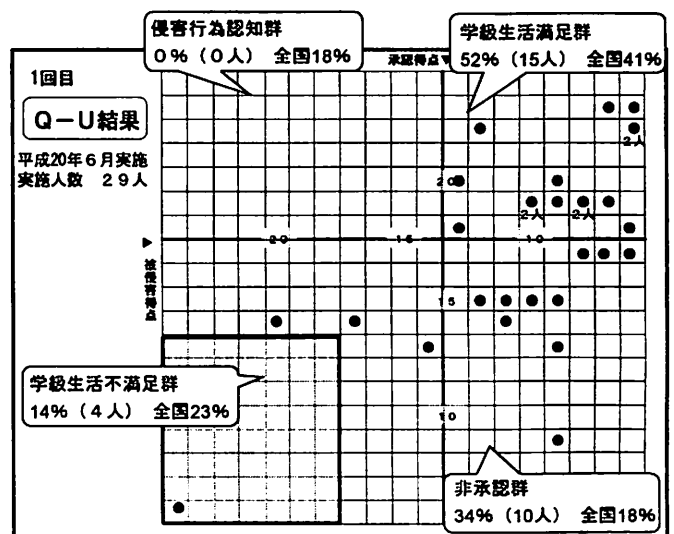 侵害行為認知群
0%(0人) 全国18%
学級生活満足群
52%(15人) 全国41%
承認得点▼
1回目
Q-U結果
平成20年6月実施
実施人数 29人
2人
20
2人
2人
20
15
10
▶被侵害得点
15
学級生活不満足群
14%(4人) 全国23%
10
非承認群
34%(10人) 全国18%